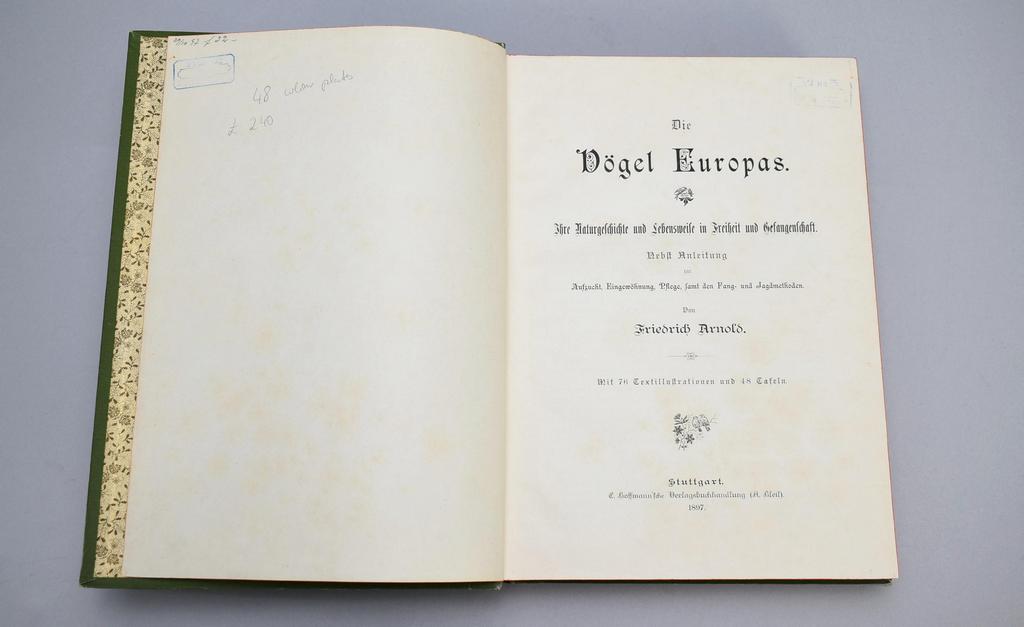 48 colour plates
£ 240
Die
Vögel Europas.
Ihre Naturgeschichte und Lebensweise in Freiheit und Gefangenschaft.
Nebst Anleitung
zur
Aufzucht, Eingewöhnung, Pflege, samt den Fang- und Jagdmethoden.
Von
Friedrich Arnold.
Mit 76 Textillustrationen und 48 Tafeln.
Stuttgart.
C. Hoffmann'sche Verlagsbuchhandlung (A. Bleil).
1897.